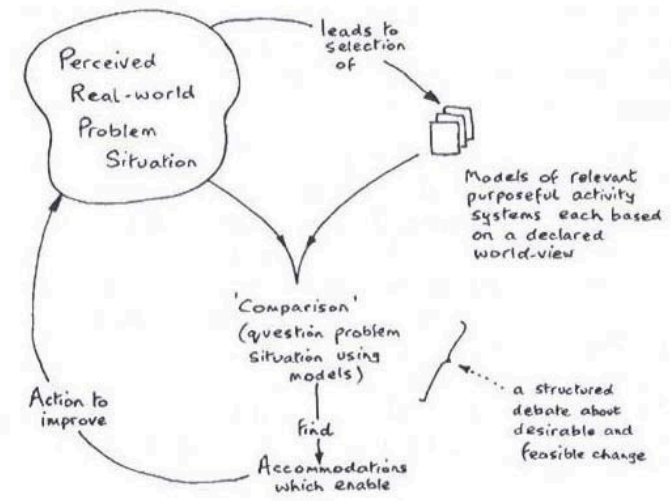 Perceived
Real-world
Problem
Situation
leads to
selection
of
Models of relevant
purposeful activity
systems each based
on a declared
world-view
'Comparison'
(question problem
situation using
models)
find
Accommodations
which enable
a structured
debate about
desirable and
feasible change
Action to
improve